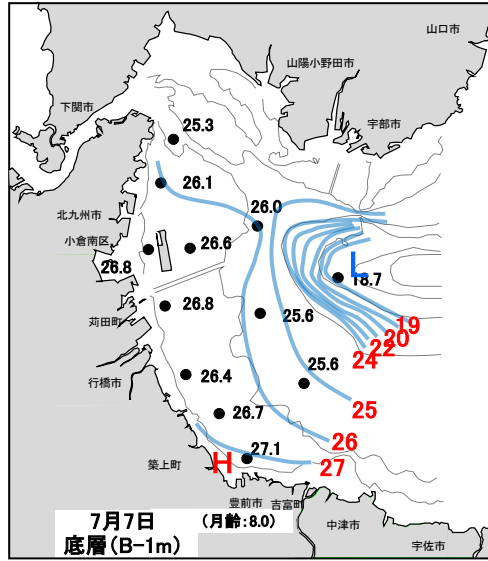 山口市
山陽小野田市
下関市
宇部市
25.3
26.1
北九州市
26.0
小倉南区
26.6
26.8
L
18.7
26.8
25.6
苅田町
19
20
22
24
行橋市
26.4
25.6
25
26.7
26
27.1
築上町
H
27
豊前市
吉富町
7月7日
(月齢:8.0)
中津市
底層(B-1m)
宇佐市